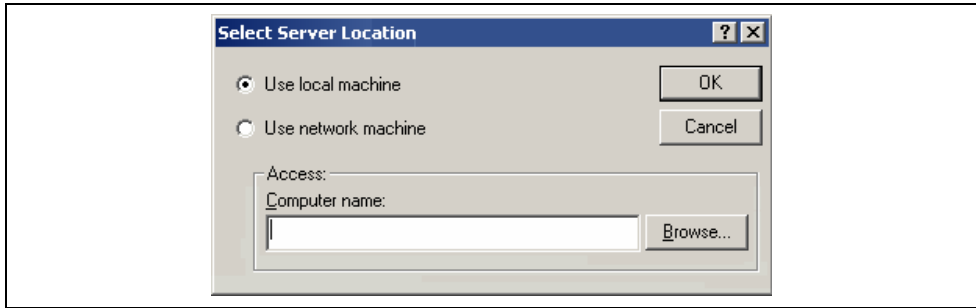 Select Server Location
Use local machine
OK
Use network machine
Cancel
Access:
Computer name:
Browse...